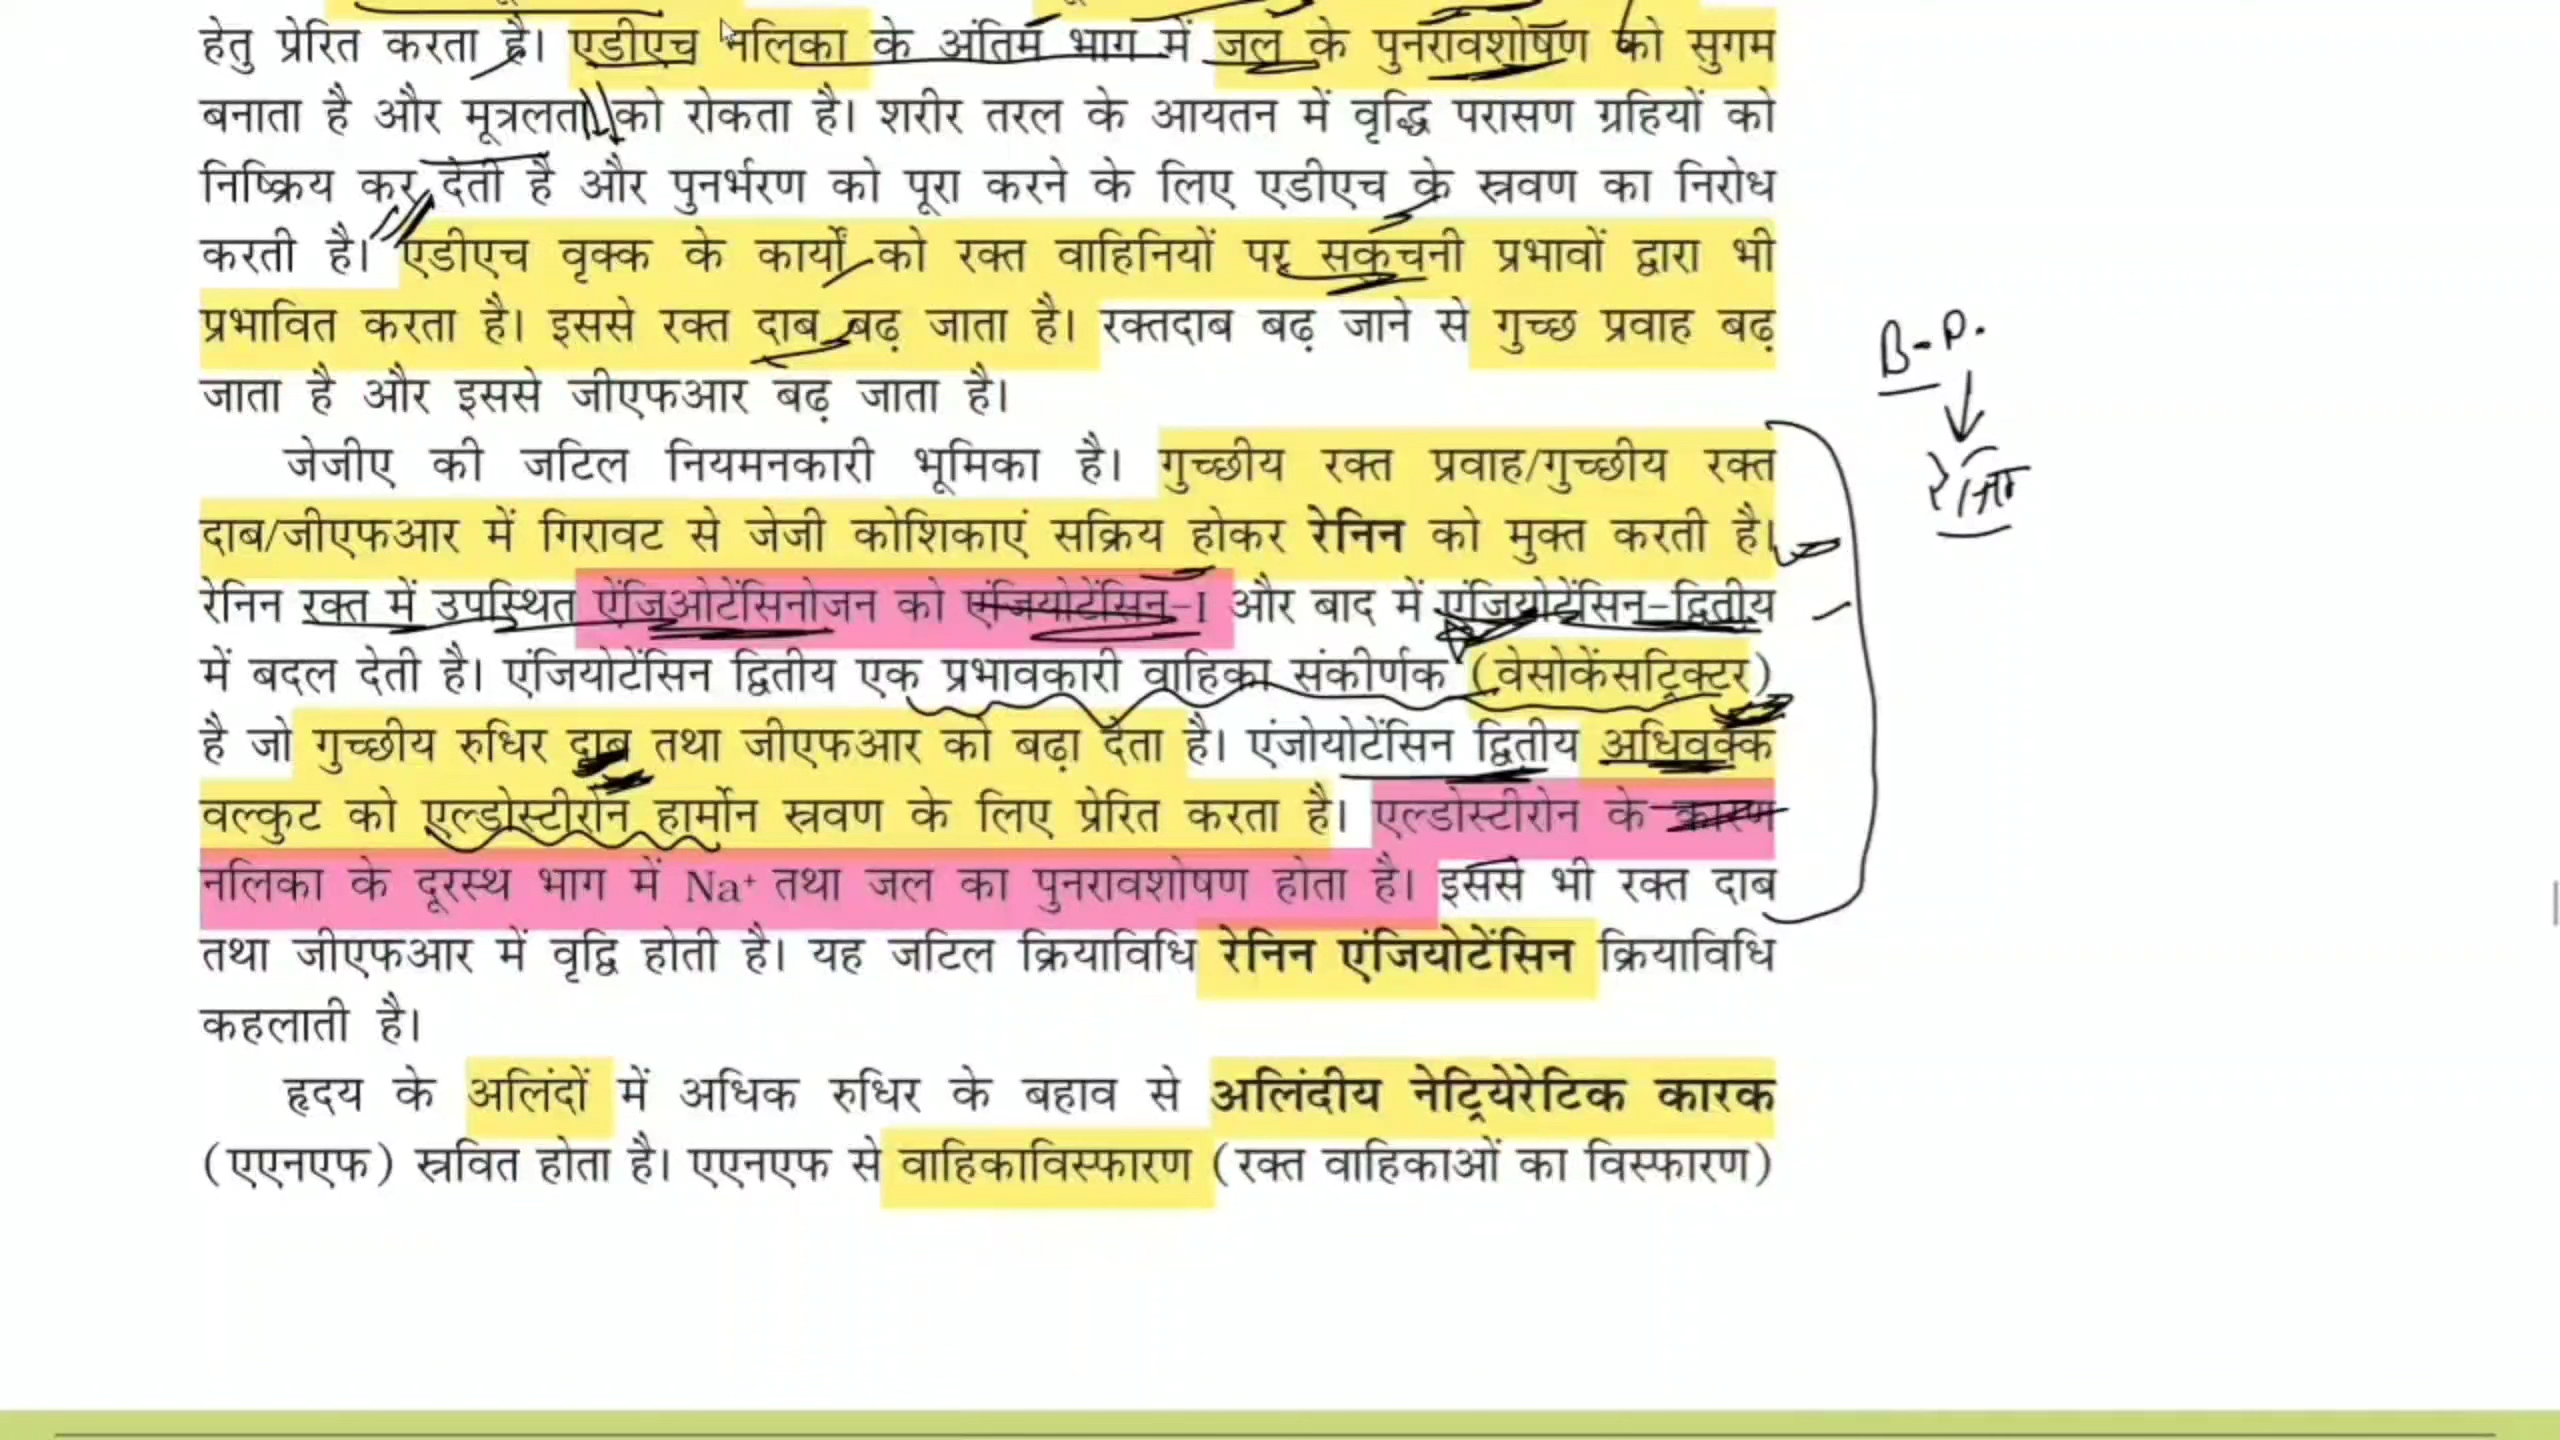 हेतु प्रेरित करता है। एडीएच नलिका के अंतिम भाग में जल के पुनरावशोषण को सुगम
बनाता है और मूत्रलता को रोकता है। शरीर तरल के आयतन में वृद्धि परासण ग्रहियों को
निष्क्रिय कर देती है और पुनर्भरण को पूरा करने के लिए एडीएच के स्रवण का निरोध
करती है। एडीएच वृक्क के कार्यों को रक्त वाहिनियों पर सकुचनी प्रभावों द्वारा भी
प्रभावित करता है। इससे रक्त दाब बढ़ जाता है। रक्तदाब बढ़ जाने से गुच्छ प्रवाह बढ़
जाता है और इससे जीएफआर बढ़ जाता है।
B.P.
जेजीए की जटिल नियमनकारी भूमिका है। गुच्छीय रक्त प्रवाह/गुच्छीय रक्त
दाब/जीएफआर में गिरावट से जेजी कोशिकाएं सक्रिय होकर रेनिन को मुक्त करती है।
रेनिन रक्त में उपस्थित ऐंजिओटेंसिनोजन को एंजियोटेंसिन-I और बाद में एंजियोटेंसिन-द्वितीय
में बदल देती है। एंजियोटेंसिन द्वितीय एक प्रभावकारी वाहिका संकीर्णक (वेसोकेंसट्रिक्टर)
है जो गुच्छीय रुधिर दाब तथा जीएफआर को बढ़ा देता है। एंजोयोटेंसिन द्वितीय अधिवृक्क
वल्कुट को एल्डोस्टीरोन हार्मोन स्रवण के लिए प्रेरित करता है। एल्डोस्टीरोन के कारण
नलिका के दूरस्थ भाग में Na⁺ तथा जल का पुनरावशोषण होता है। इससे भी रक्त दाब
तथा जीएफआर में वृद्धि होती है। यह जटिल क्रियाविधि रेनिन एंजियोटेंसिन क्रियाविधि
कहलाती है।
हृदय के अलिंदों में अधिक रुधिर के बहाव से अलिंदीय नेट्रियेरेटिक कारक
(एएनएफ) स्रवित होता है। एएनएफ से वाहिकाविस्फारण (रक्त वाहिकाओं का विस्फारण)